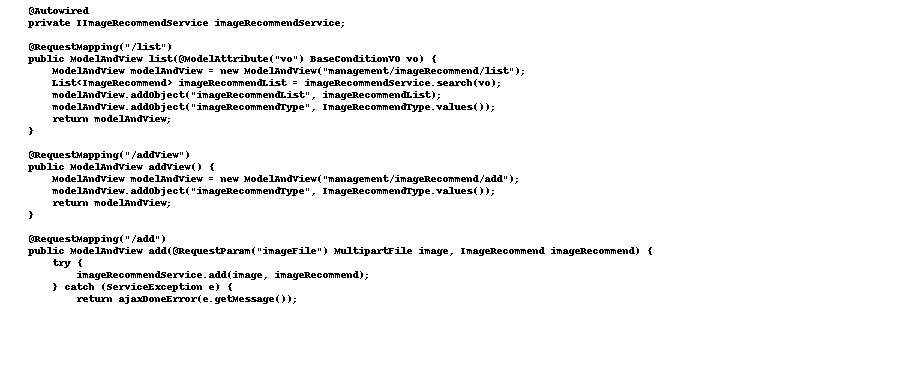 @Autowired
private IImageRecommendService imageRecommendService;

@RequestMapping("/list")
public ModelAndView list(@ModelAttribute("vo") BaseConditionVO vo) {
    ModelAndView modelAndView = new ModelAndView("management/imageRecommend/list");
    List<ImageRecommend> imageRecommendList = imageRecommendService.search(vo);
    modelAndView.addObject("imageRecommendList", imageRecommendList);
    modelAndView.addObject("imageRecommendType", ImageRecommendType.values());
    return modelAndView;
}

@RequestMapping("/addView")
public ModelAndView addView() {
    ModelAndView modelAndView = new ModelAndView("management/imageRecommend/add");
    modelAndView.addObject("imageRecommendType", ImageRecommendType.values());
    return modelAndView;
}

@RequestMapping("/add")
public ModelAndView add(@RequestParam("imageFile") MultipartFile image, ImageRecommend imageRecommend) {
    try {
        imageRecommendService.add(image, imageRecommend);
    } catch (ServiceException e) {
        return ajaxDoneError(e.getMessage());